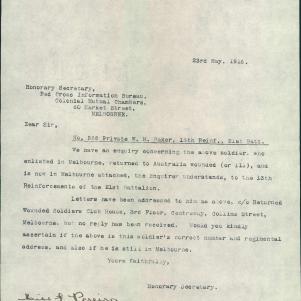 23rd May, 1916.
Honorary Secretary,
Red Cross Information Bureau,
Colonial Mutual Chambers,
60 Market Street,
MELBOURNE.
Dear Sir,
Private W. H. Baker, 13th Reinf., 21st Batt.
We have an enquiry concerning the above soldier, who
enlisted in Melbourne, returned to Australia wounded (or ill), and
is now in Melbourne attached, the Enquirer understands, to the 13th
Reinforcements of the 21st Battalion.
Letters have been addressed to him as above, c/o Returned
Wounded Soldiers Club House, 3rd Floor, Collins Street,
Melbourne, but no reply has been received. Would you kindly
ascertain if the above is this soldier's correct number and regimental
address, and also if he is still in Melbourne.
Yours faithfully,
Honorary Secretary.